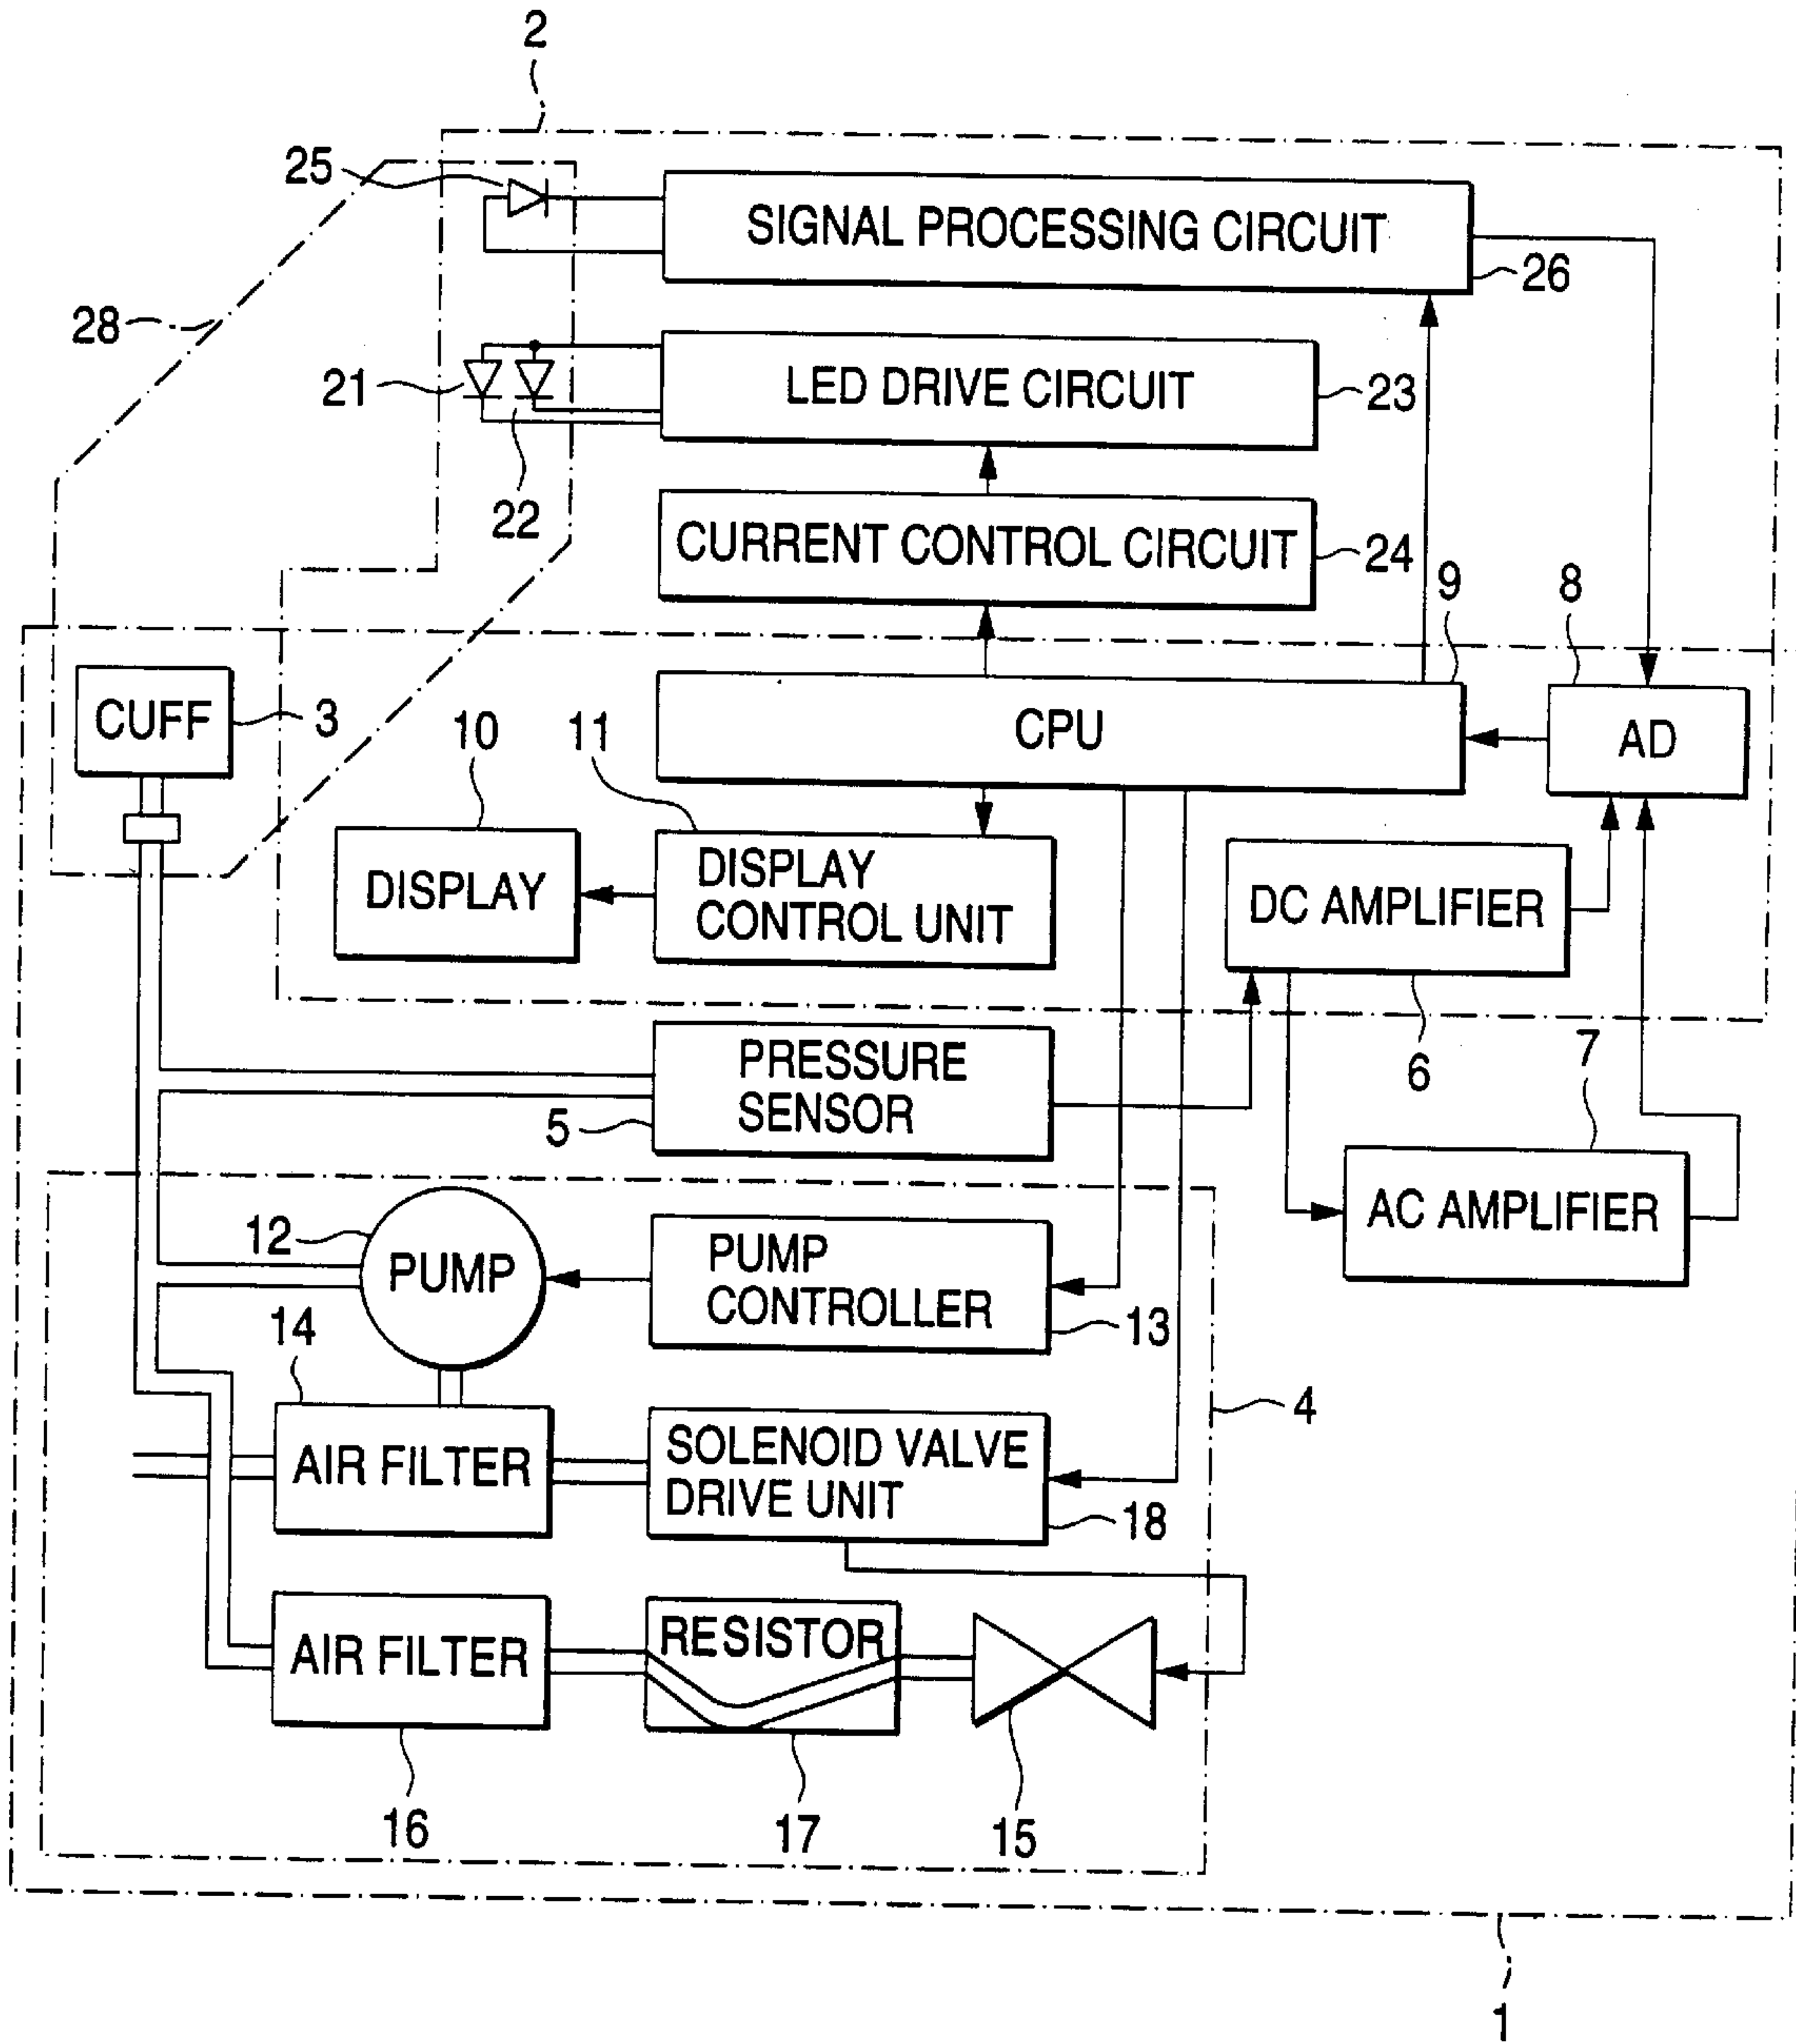 2
25
SIGNAL PROCESSING CIRCUIT
26
28
21
LED DRIVE CIRCUIT
23
22
CURRENT CONTROL CIRCUIT
24
9
8
CUFF
3
CPU
AD
10
11
DISPLAY
DISPLAY
CONTROL UNIT
DC AMPLIFIER
6
PRESSURE
SENSOR
5
7
AC AMPLIFIER
12
PUMP
PUMP
CONTROLLER
13
14
4
AIR FILTER
SOLENOID VALVE
DRIVE UNIT
18
AIR FILTER
RESISTOR
16
17
15
1